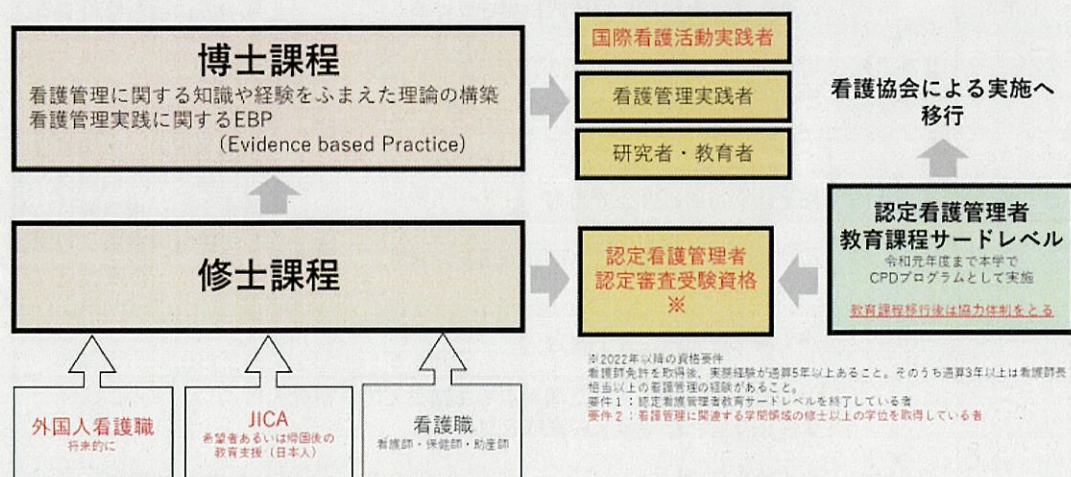 博士課程
看護管理に関する知識や経験をふまえた理論の構築
看護管理実践に関するEBP
(Evidence based Practice)
国際看護活動実践者
看護管理実践者
研究者・教育者
看護協会による実施へ
移行
修士課程
認定看護管理者
認定審査受験資格
※
認定看護管理者
教育課程サードレベル
令和元年度まで本学で
CPDプログラムとして実施
教育課程移行後は協力体制をとる
※2022年以降の資格要件
看護師免許を取得後、実務経験が通算5年以上あること。そのうち通算3年以上は看護師長
相当以上の看護管理の経験があること。
要件1：認定看護管理者教育サードレベルを終了している者
要件2：看護管理に関連する学問領域の修士以上の学位を取得している者
外国人看護職
将来的に
JICA
希望者あるいは帰国後の
教育支援（日本人）
看護職
看護師・保健師・助産師